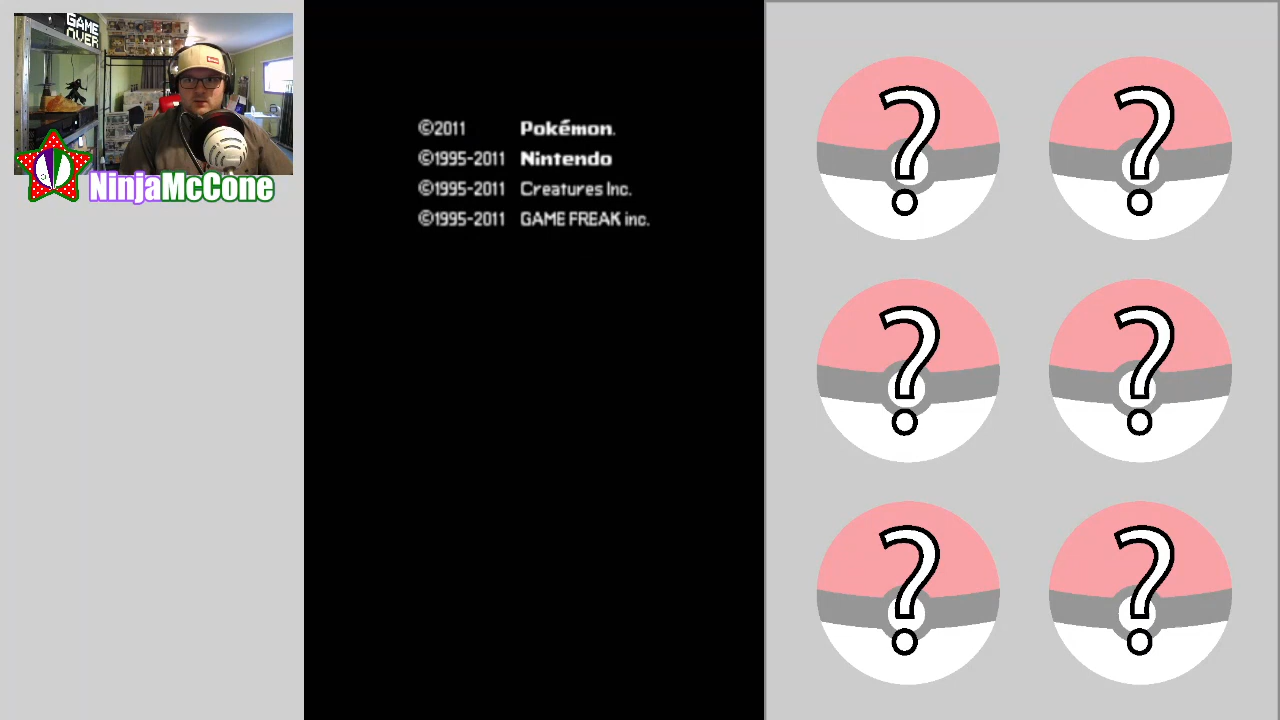 GAME
OVER
NinjaMcCone
©2011 Pokémon.
©1995-2011 Nintendo
©1995-2011 Creatures Inc.
©1995-2011 GAME FREAK inc.
?
?
?
?
?
?